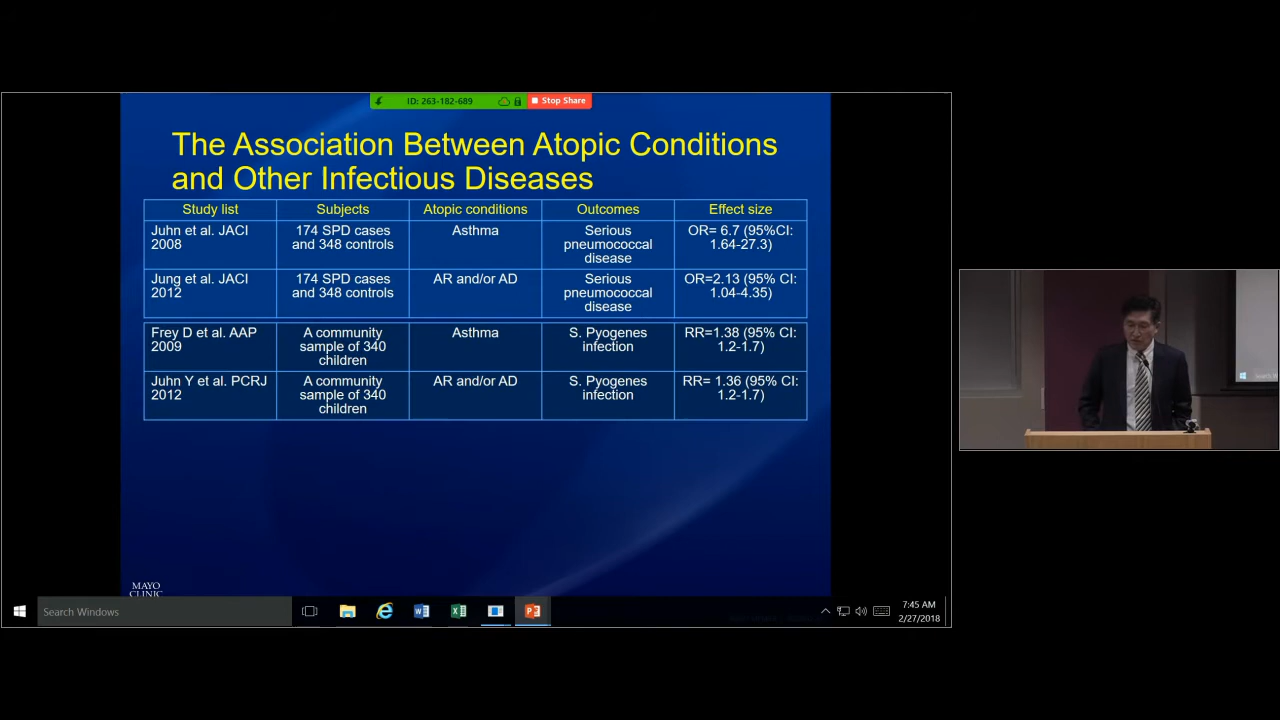 ID: 263-182-689
Stop Share
The Association Between Atopic Conditions
and Other Infectious Diseases
Study list
Subjects
Atopic conditions
Outcomes
Effect size
Juhn et al. JACI
2008
174 SPD cases
and 348 controls
Asthma
Serious
pneumococcal
disease
OR= 6.7 (95%CI:
1.64-27.3)
Jung et al. JACI
2012
174 SPD cases
and 348 controls
AR and/or AD
Serious
pneumococcal
disease
OR=2.13 (95% CI:
1.04-4.35)
Frey D et al. AAP
2009
A community
sample of 340
children
Asthma
S. Pyogenes
infection
RR=1.38 (95% CI:
1.2-1.7)
Juhn Y et al. PCRJ
2012
A community
sample of 340
children
AR and/or AD
S. Pyogenes
infection
RR= 1.36 (95% CI:
1.2-1.7)
MAYO
CLINIC
Search Windows
7:45 AM
2/27/2018